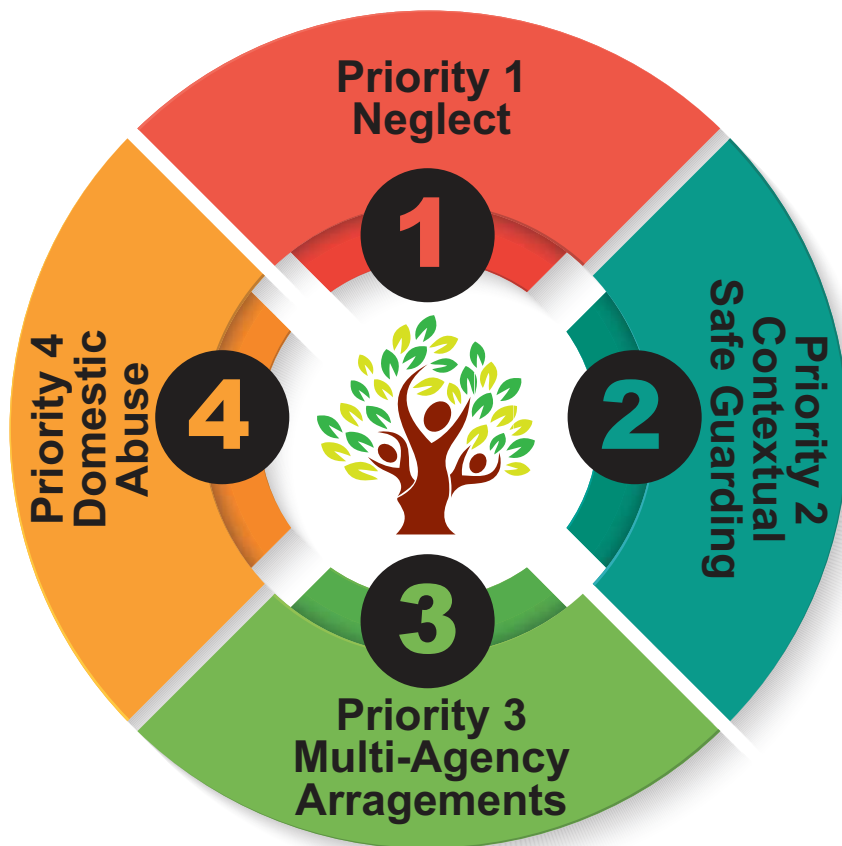 Priority 1
Neglect
1
Priority 2
Contextual
Safe Guarding
2
3
Priority 3
Multi-Agency
Arragements
Priority 4
Domestic
Abuse
4